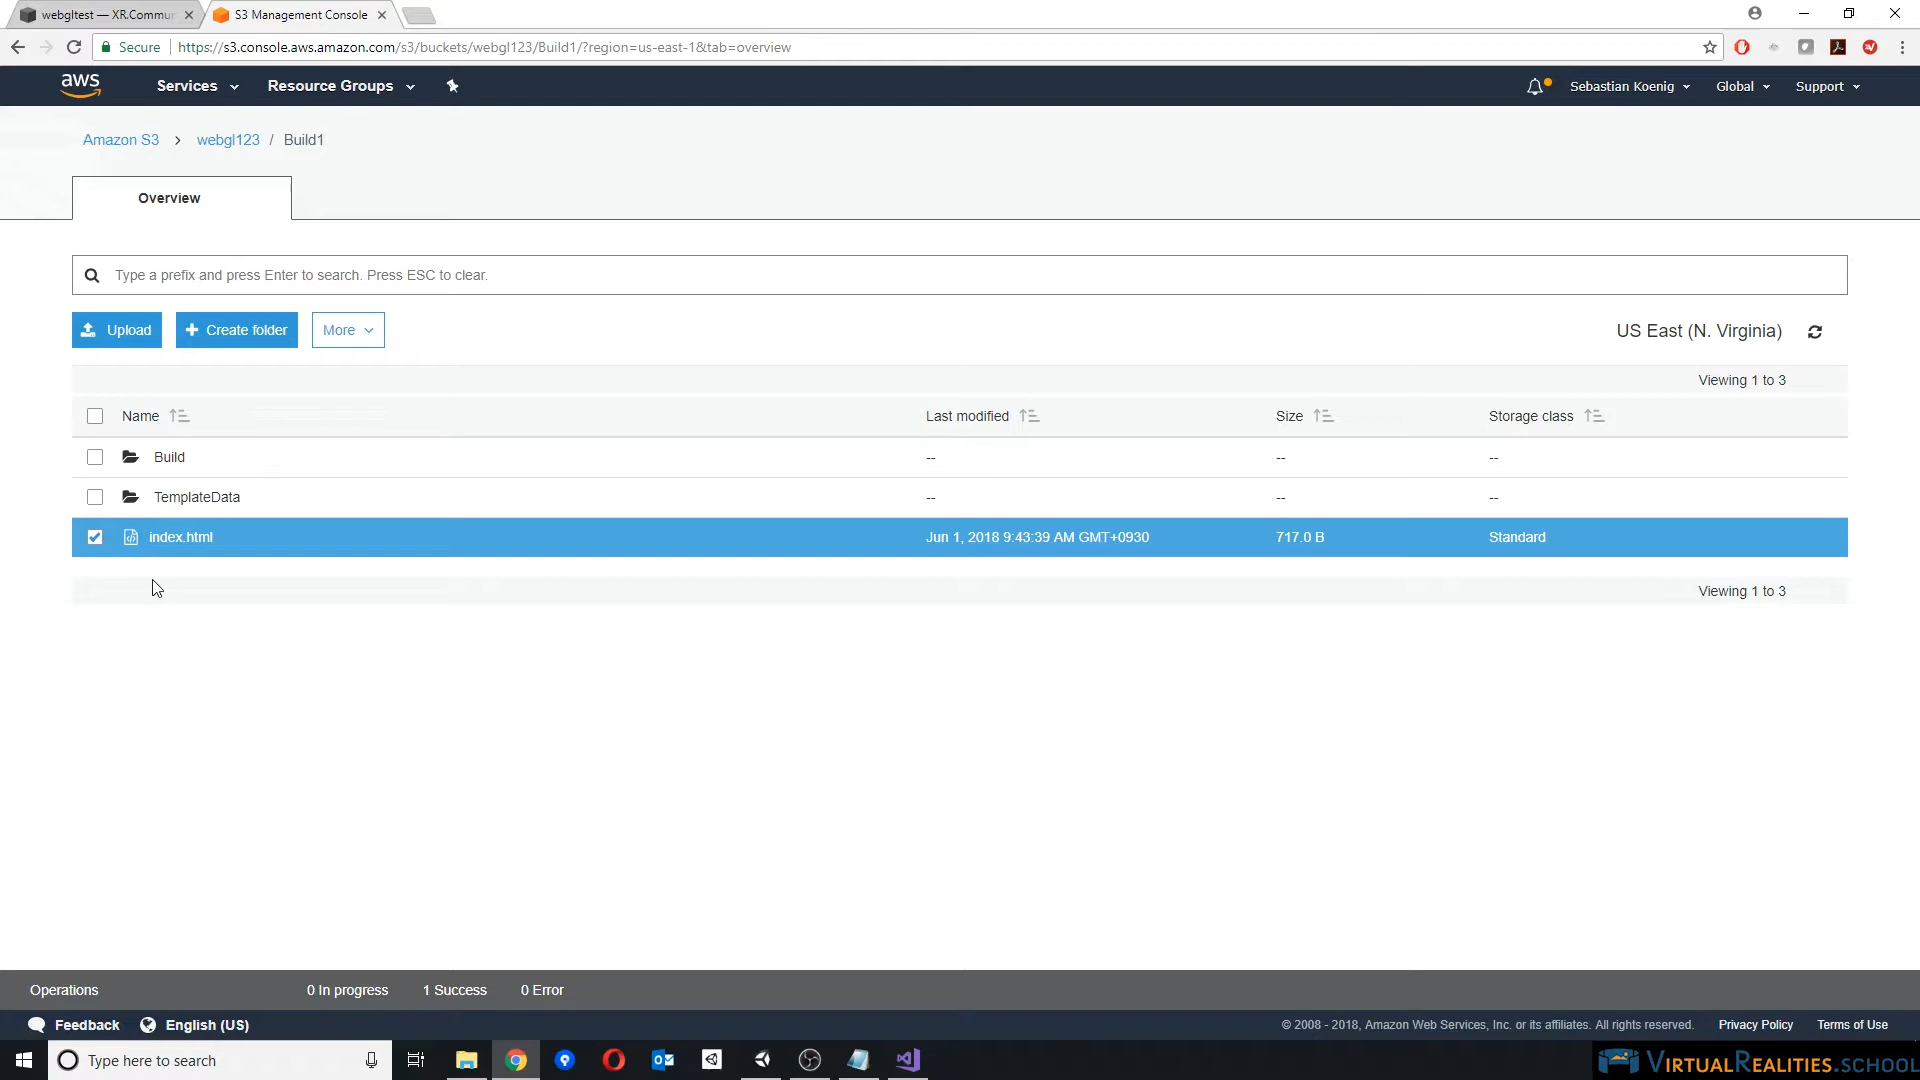 webgltest — XR.Commun
S3 Management Console
Secure
https://s3.console.aws.amazon.com/s3/buckets/webgl123/Build1/?region=us-east-1&tab=overview
aws
Services
Resource Groups
Sebastian Koenig
Global
Support
Amazon S3 > webgl123 / Build1
Overview
Type a prefix and press Enter to search. Press ESC to clear.
Upload
+ Create folder
More
US East (N. Virginia)
Viewing 1 to 3
Name
Last modified
Size
Storage class
Build -- -- --
TemplateData -- -- --
index.html Jun 1, 2018 9:43:39 AM GMT+0930 717.0 B Standard
Viewing 1 to 3
Operations
0 In progress
1 Success
0 Error
Feedback
English (US)
© 2008 - 2018, Amazon Web Services, Inc. or its affiliates. All rights reserved.
Privacy Policy
Terms of Use
Type here to search
VIRTUALREALITIES.SCHOOL